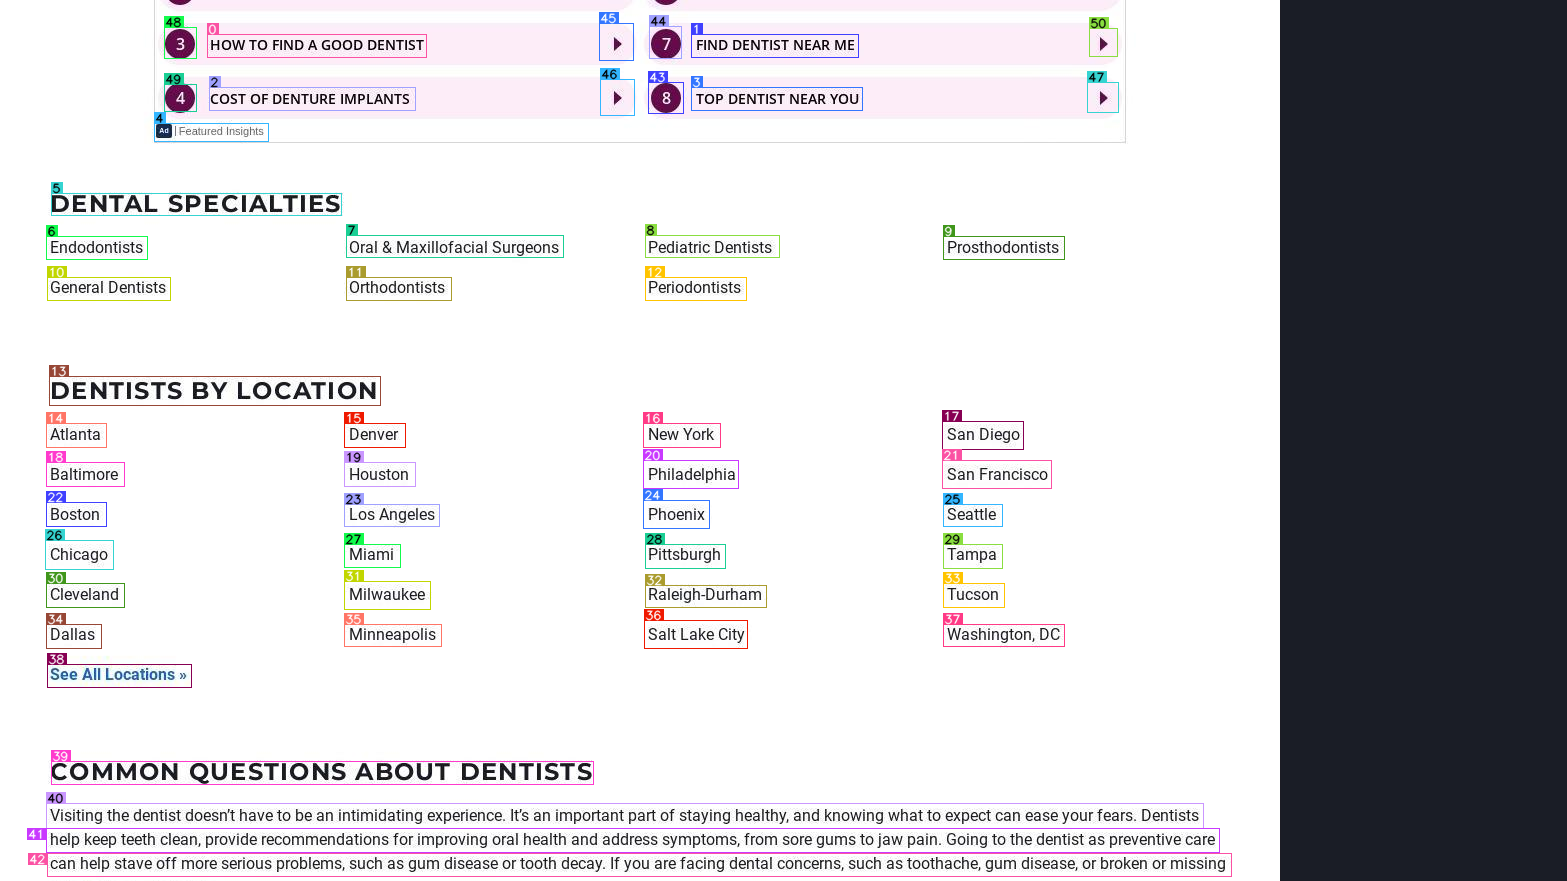 48 0 45 44 1 50
3 HOW TO FIND A GOOD DENTIST 7 FIND DENTIST NEAR ME
49 2 46 43 3 47
4 COST OF DENTURE IMPLANTS 8 TOP DENTIST NEAR YOU
4
Ad Featured Insights
5
DENTAL SPECIALTIES
6 7 8 9
Endodontists Oral & Maxillofacial Surgeons Pediatric Dentists Prosthodontists
10 11 12
General Dentists Orthodontists Periodontists
13
DENTISTS BY LOCATION
14 15 16 17
Atlanta Denver New York San Diego
18 19 20 21
Baltimore Houston Philadelphia San Francisco
22 23 24 25
Boston Los Angeles Phoenix Seattle
26 27 28 29
Chicago Miami Pittsburgh Tampa
30 31 32 33
Cleveland Milwaukee Raleigh-Durham Tucson
34 35 36 37
Dallas Minneapolis Salt Lake City Washington, DC
38
See All Locations »
39
COMMON QUESTIONS ABOUT DENTISTS
40
Visiting the dentist doesn’t have to be an intimidating experience. It’s an important part of staying healthy, and knowing what to expect can ease your fears. Dentists
41 help keep teeth clean, provide recommendations for improving oral health and address symptoms, from sore gums to jaw pain. Going to the dentist as preventive care
42 can help stave off more serious problems, such as gum disease or tooth decay. If you are facing dental concerns, such as toothache, gum disease, or broken or missing